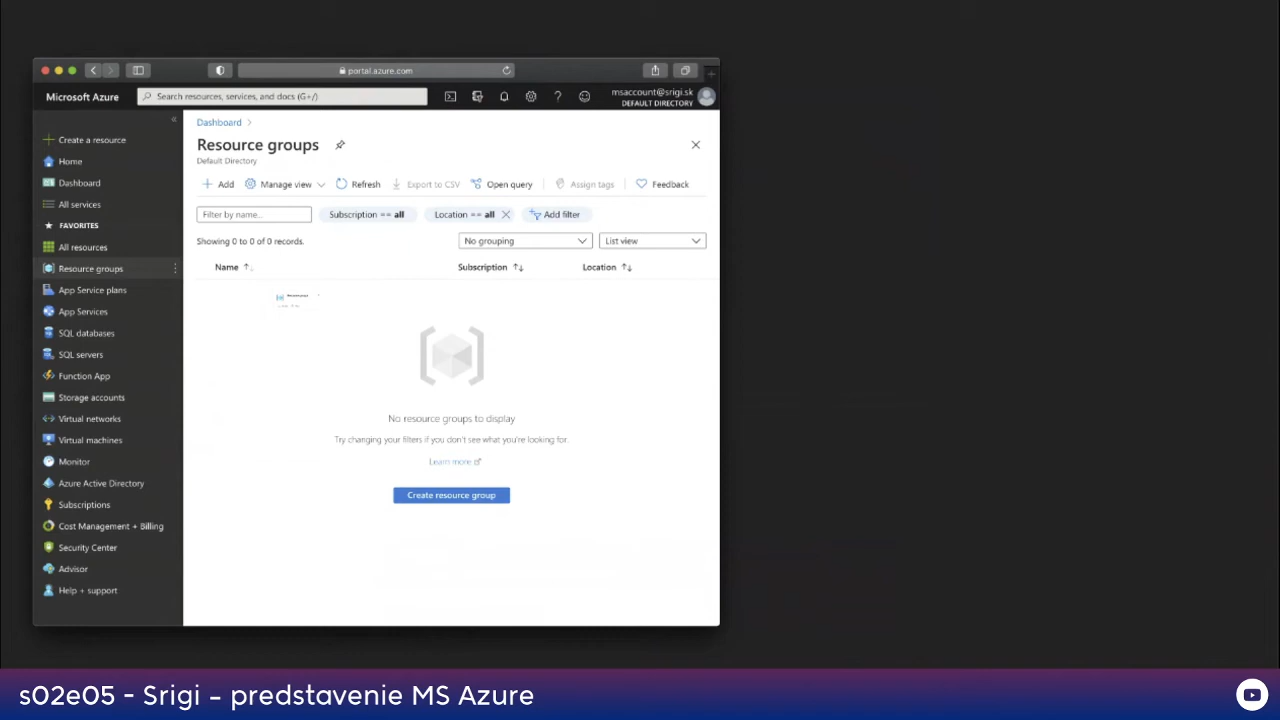 portal.azure.com
Microsoft Azure
Search resources, services, and docs (G+/)
msaccount@srigi.sk
DEFAULT DIRECTORY
Create a resource
Home
Dashboard
All services
FAVORITES
All resources
Resource groups
App Service plans
App Services
SQL databases
SQL servers
Function App
Storage accounts
Virtual networks
Virtual machines
Monitor
Azure Active Directory
Subscriptions
Cost Management + Billing
Security Center
Advisor
Help + support
Dashboard
Resource groups
Default Directory
Add Manage view Refresh Export to CSV Open query Assign tags Feedback
Filter by name... Subscription == all Location == all Add filter
Showing 0 to 0 of 0 records. No grouping List view
Name Subscription Location
No resource groups to display
Try changing your filters if you don't see what you're looking for.
Learn more
Create resource group
s02e05 - Srigi - predstavenie MS Azure